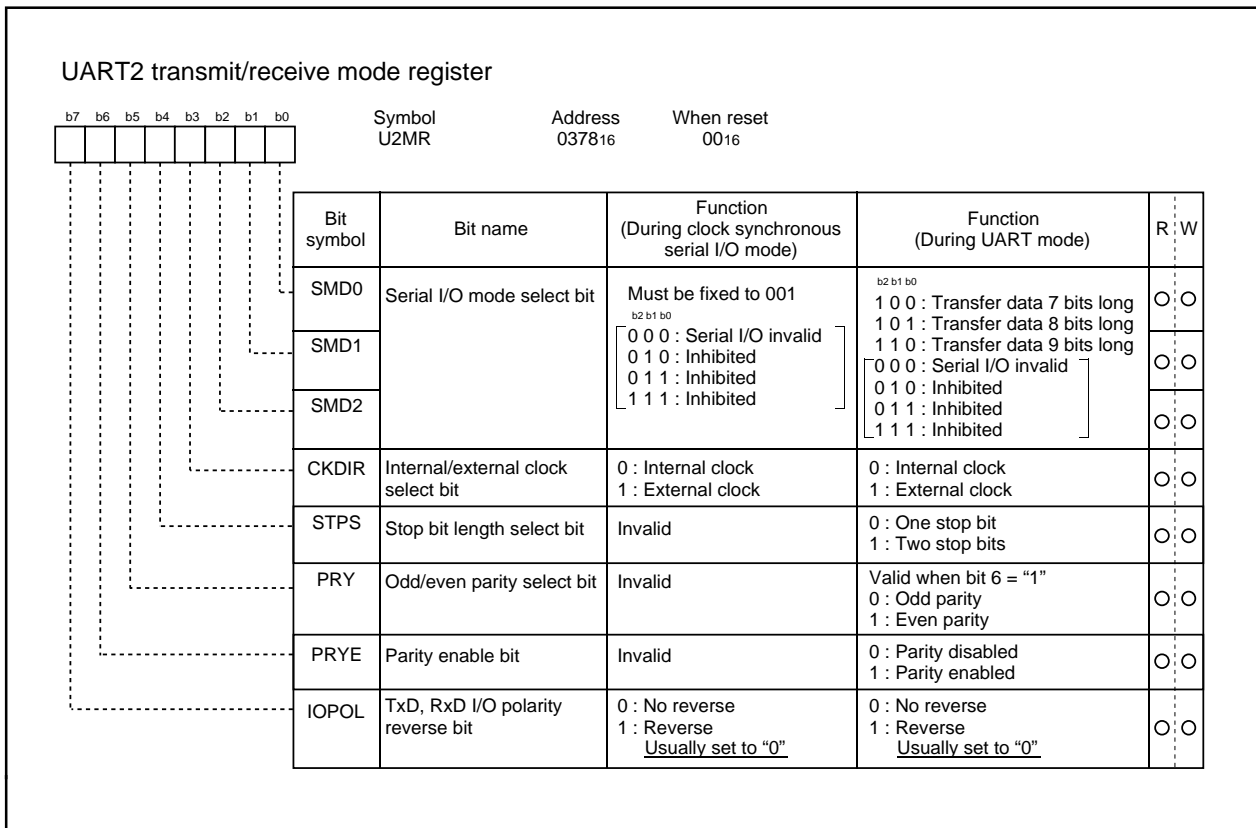 UART2 transmit/receive mode register
b7 b6 b5 b4 b3 b2 b1 b0
Symbol Address When reset
U2MR 037816 0016
Bit symbol
Bit name
Function
(During clock synchronous
serial I/O mode)
Function
(During UART mode)
R W
SMD0
SMD1
SMD2
Serial I/O mode select bit
Must be fixed to 001
b2 b1 b0
0 0 0 : Serial I/O invalid
0 1 0 : Inhibited
0 1 1 : Inhibited
1 1 1 : Inhibited
b2 b1 b0
1 0 0 : Transfer data 7 bits long
1 0 1 : Transfer data 8 bits long
1 1 0 : Transfer data 9 bits long
0 0 0 : Serial I/O invalid
0 1 0 : Inhibited
0 1 1 : Inhibited
1 1 1 : Inhibited
CKDIR
Internal/external clock
select bit
0 : Internal clock
1 : External clock
0 : Internal clock
1 : External clock
STPS
Stop bit length select bit
Invalid
0 : One stop bit
1 : Two stop bits
PRY
Odd/even parity select bit
Invalid
Valid when bit 6 = “1”
0 : Odd parity
1 : Even parity
PRYE
Parity enable bit
Invalid
0 : Parity disabled
1 : Parity enabled
IOPOL
TxD, RxD I/O polarity
reverse bit
0 : No reverse
1 : Reverse
Usually set to “0”
0 : No reverse
1 : Reverse
Usually set to “0”